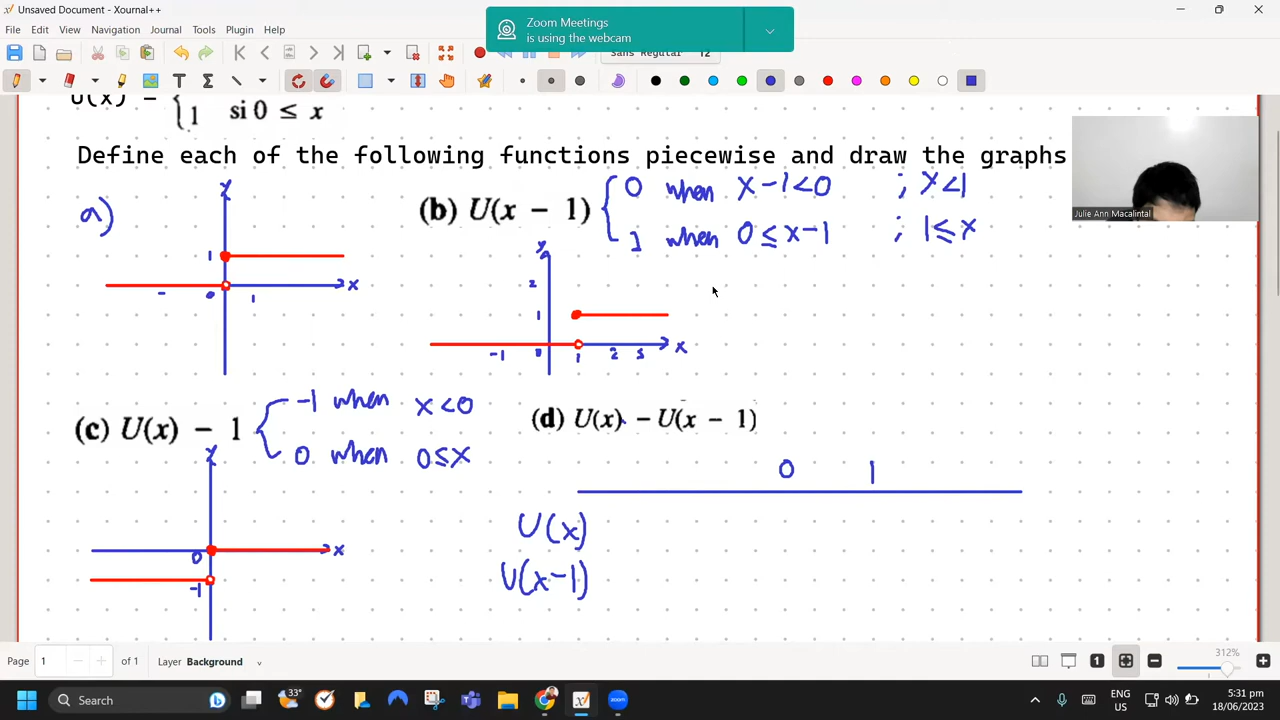 Unsaved Document - Xournal++
Zoom Meetings
is using the webcam
File Edit View Navigation Journal Tools Plugin Help
Sans Regular 12
U(x) = {
1 si 0 ≤ x
Define each of the following functions piecewise and draw the graphs
a)
y
1
- 0 1 x
(b) U(x − 1) { 0 when x-1<0 ; x<1
1 when 0≤x-1 ; 1≤x
y
2
1
-1 0 1 2 3 x
Julie Ann Macalintal
(c) U(x) − 1 { -1 when x<0
0 when 0≤x
y
0 x
-1
(d) U(x) − U(x − 1)
0 1
U(x)
U(x-1)
Page 1 of 1 Layer Background
312%
33°
Search
ENG
US
5:31 pm
18/06/2023